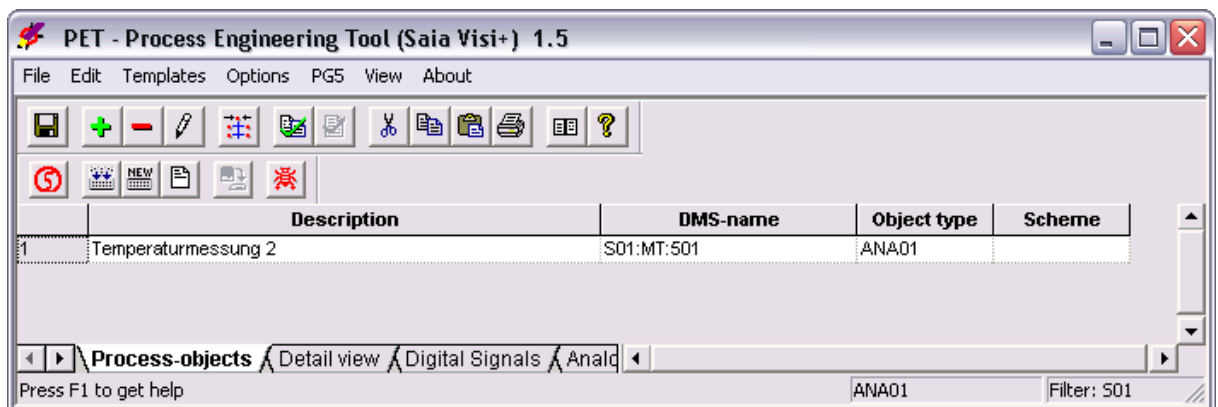 PET - Process Engineering Tool (Saia Visi+) 1.5
File Edit Templates Options PG5 View About
NEW
Description DMS-name Object type Scheme
1 Temperaturmessung 2 S01:MT:501 ANA01
Process-objects Detail view Digital Signals Analo
Press F1 to get help ANA01 Filter: S01